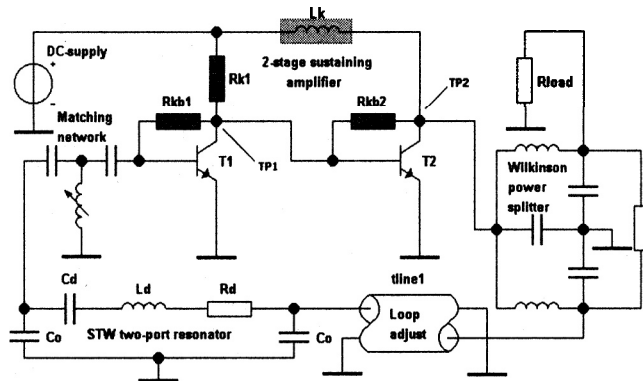 Lk
DC-supply
+
-
2-stage sustaining
amplifier
Rk1
Rkb1
Rkb2
TP2
Rload
Matching
network
T1
TP1
T2
Wilkinson
power
splitter
Cd
Ld
Rd
tline1
Loop
adjust
Co
STW two-port resonator
Co